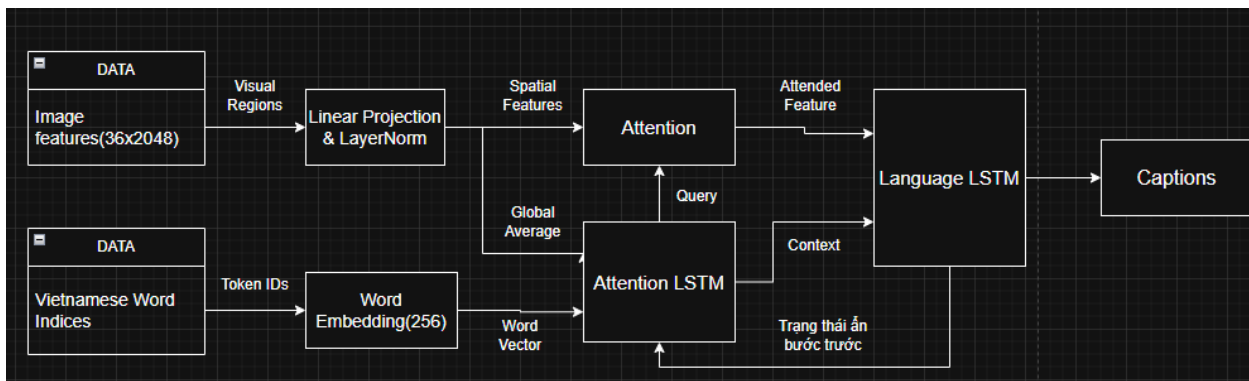 DATA
Image
features(36x2048)
Visual
Regions
Linear Projection
& LayerNorm
Spatial
Features
Attention
Attended
Feature
Language LSTM
Captions
Query
Global
Average
Context
DATA
Vietnamese Word
Indices
Token IDs
Word
Embedding(256)
Word
Vector
Attention LSTM
Trạng thái ẩn
bước trước